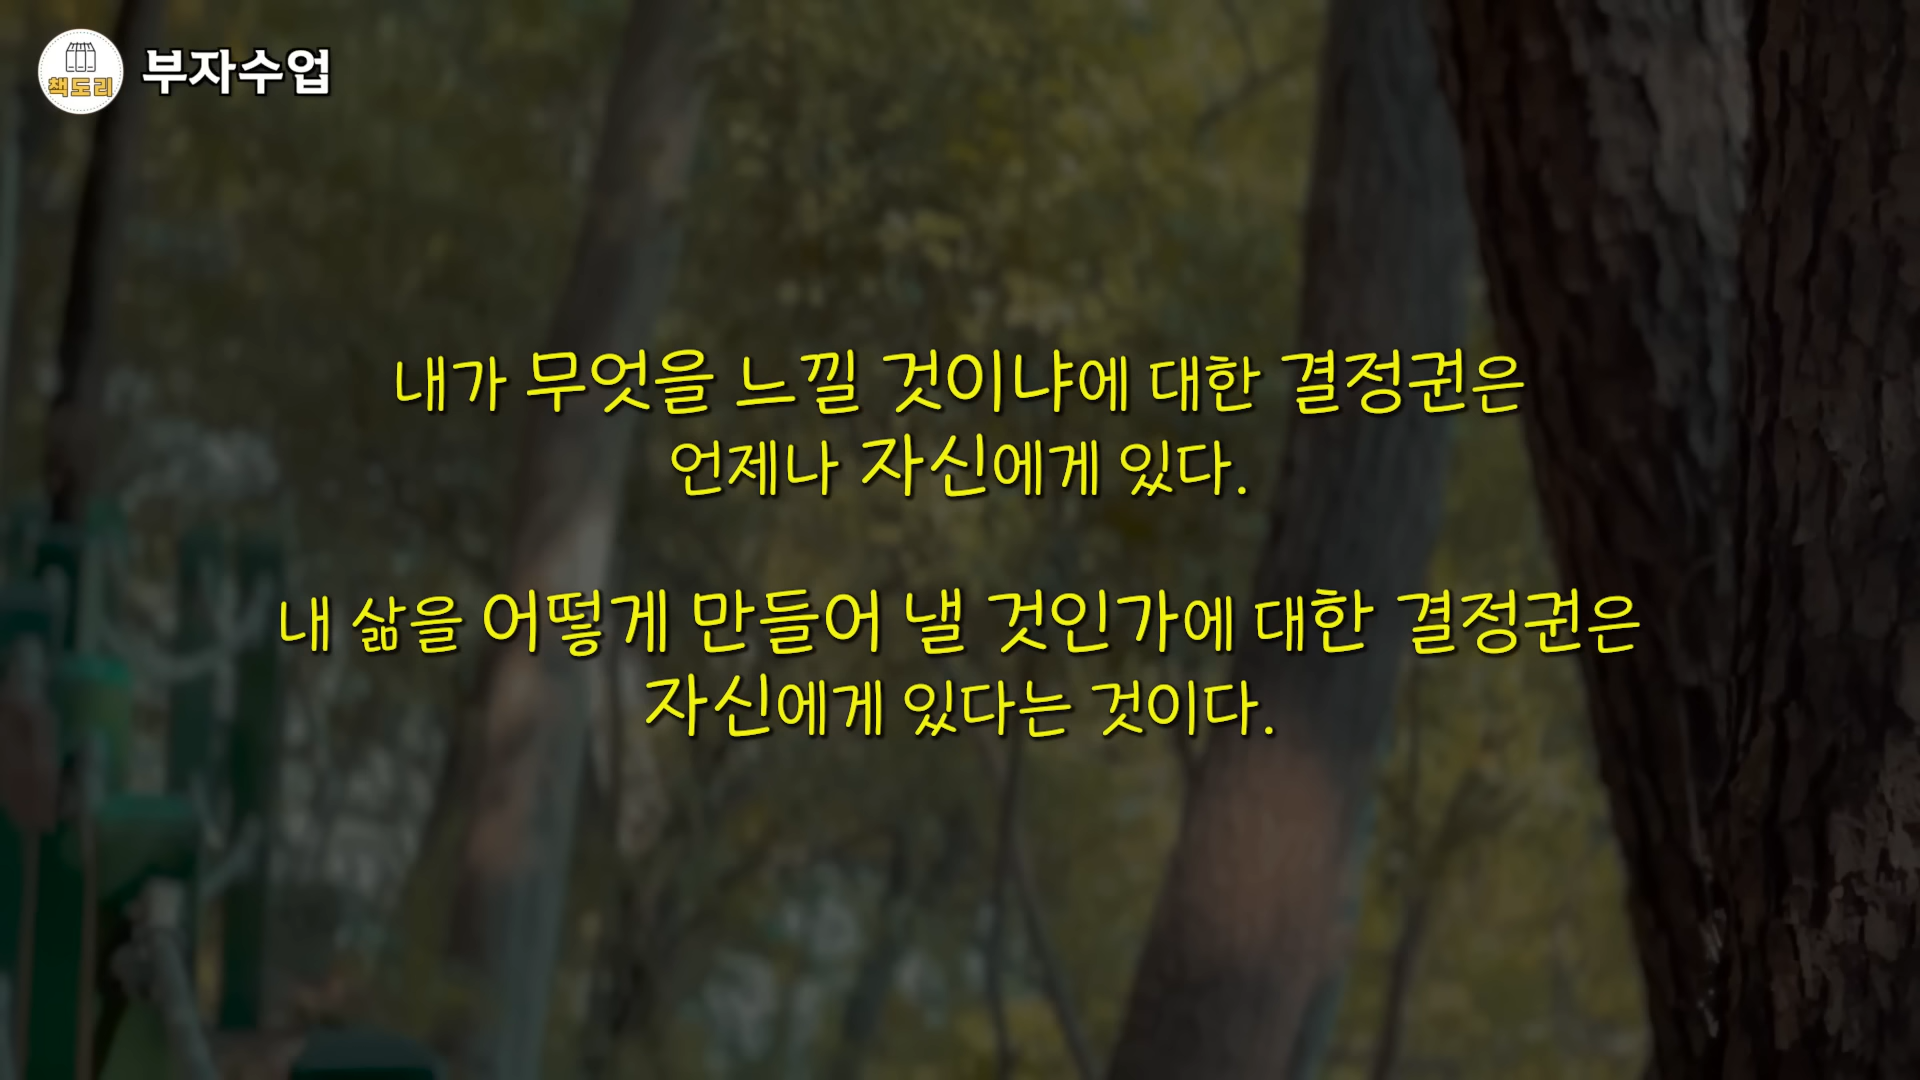 책도리
부자수업
내가 무엇을 느낄 것이냐에 대한 결정권은
언제나 자신에게 있다.
내 삶을 어떻게 만들어 낼 것인가에 대한 결정권은
자신에게 있다는 것이다.